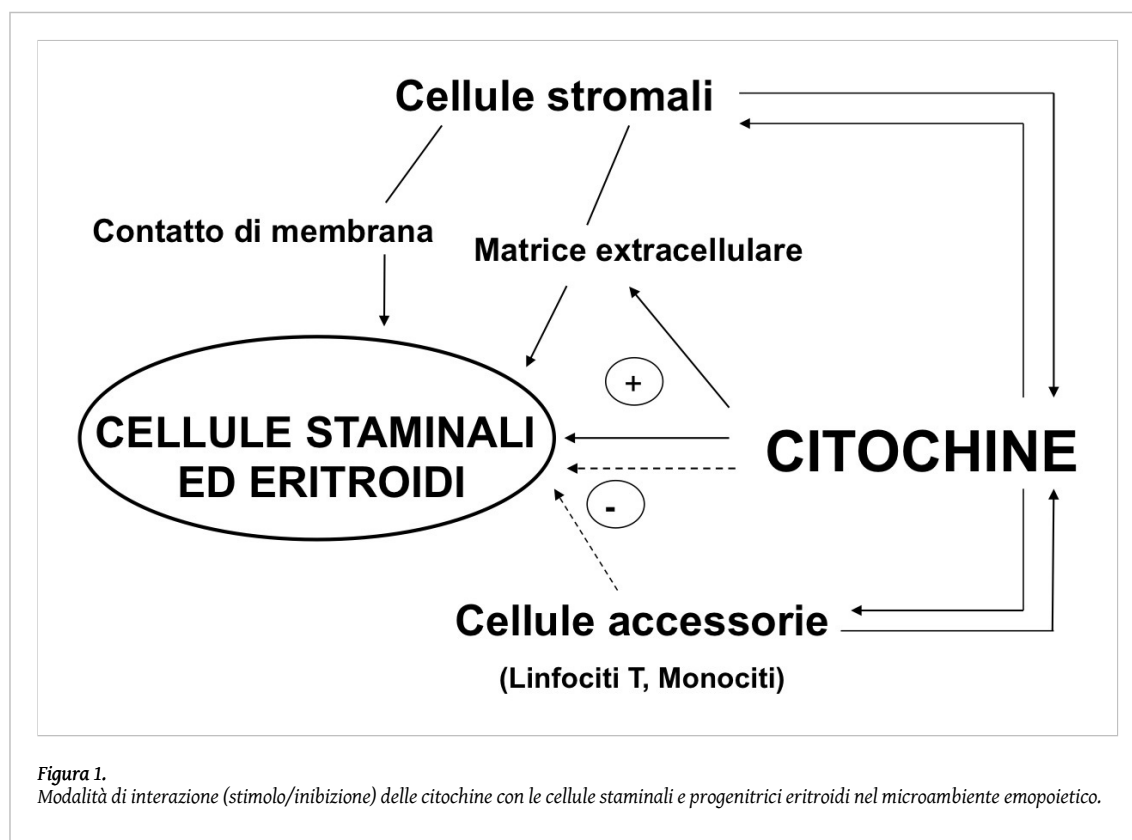 Cellule stromali
Contatto di membrana
Matrice extracellulare
+
CELLULE STAMINALI
ED ERITROIDI
CITOCHINE
-
Cellule accessorie
(Linfociti T, Monociti)
Figura 1.
Modalità di interazione (stimolo/inibizione) delle citochine con le cellule staminali e progenitrici eritroidi nel microambiente emopoietico.